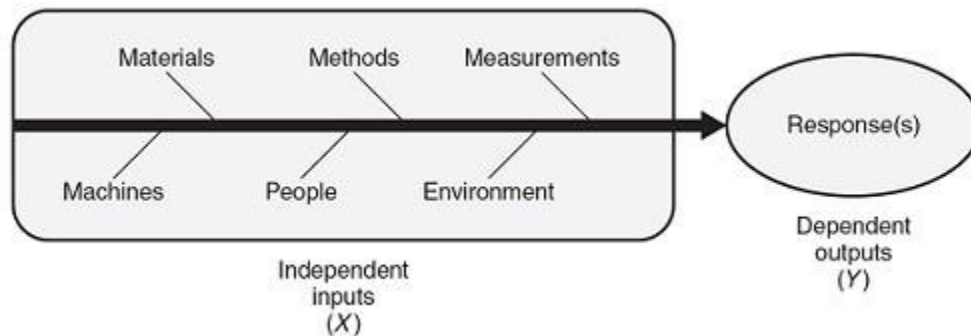 Materials
Methods
Measurements
Response(s)
Machines
People
Environment
Independent
inputs
(X)
Dependent
outputs
(Y)